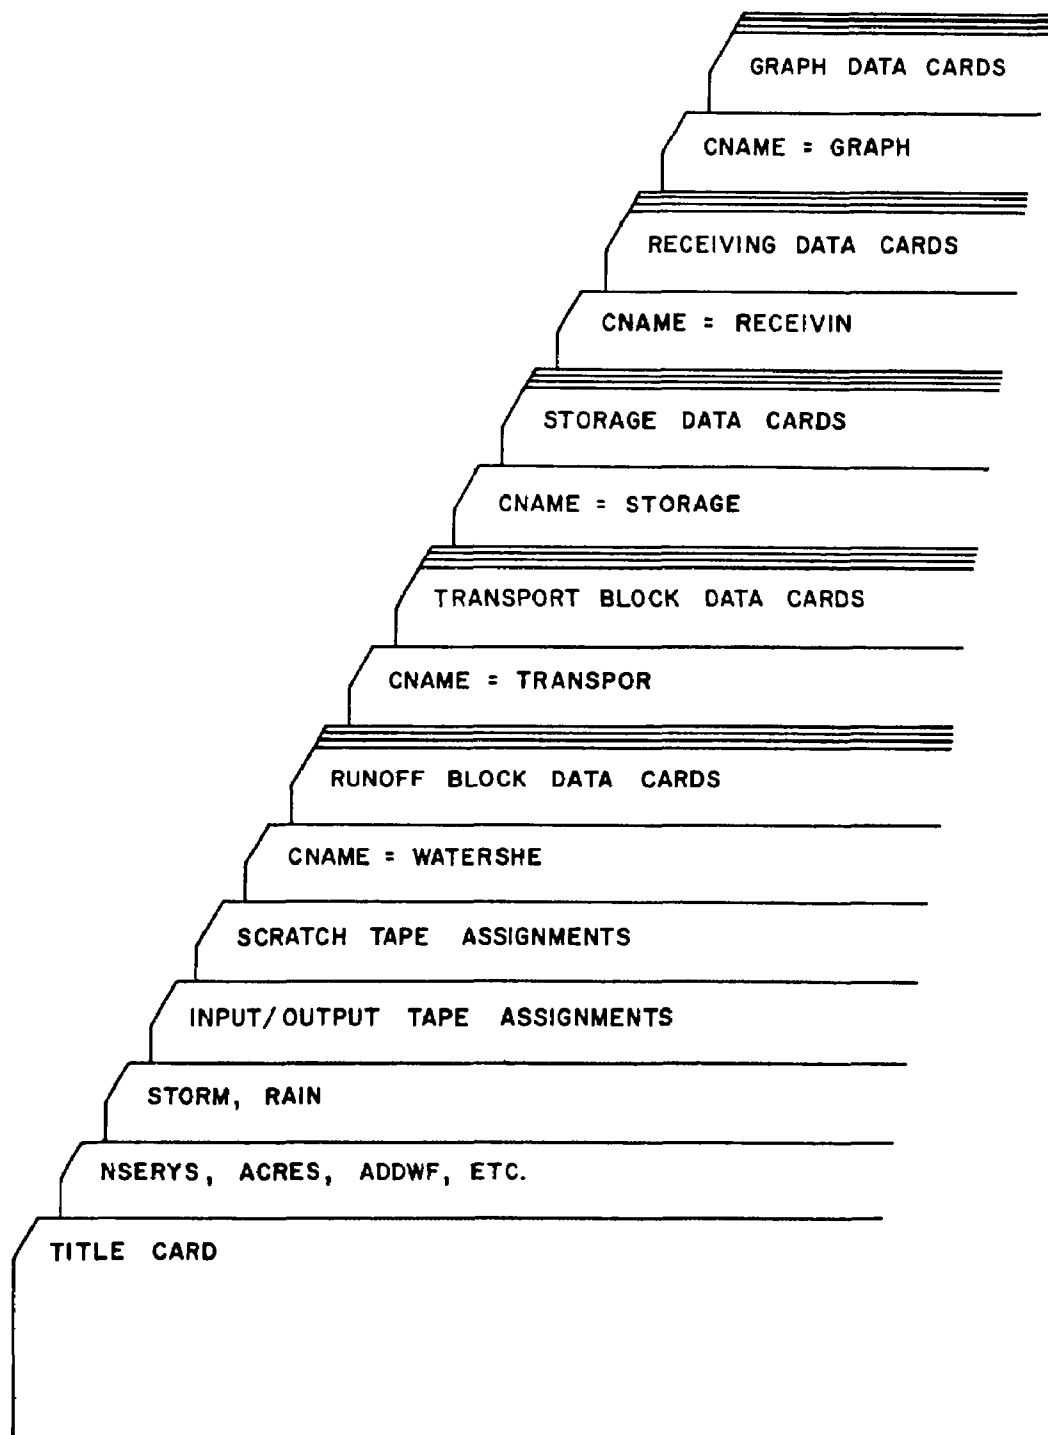 GRAPH DATA CARDS
CNAME = GRAPH
RECEIVING DATA CARDS
CNAME = RECEIVIN
STORAGE DATA CARDS
CNAME = STORAGE
TRANSPORT BLOCK DATA CARDS
CNAME = TRANSPOR
RUNOFF BLOCK DATA CARDS
CNAME = WATERSHE
SCRATCH TAPE ASSIGNMENTS
INPUT/OUTPUT TAPE ASSIGNMENTS
STORM, RAIN
NSERYS, ACRES, ADDWF, ETC.
TITLE CARD